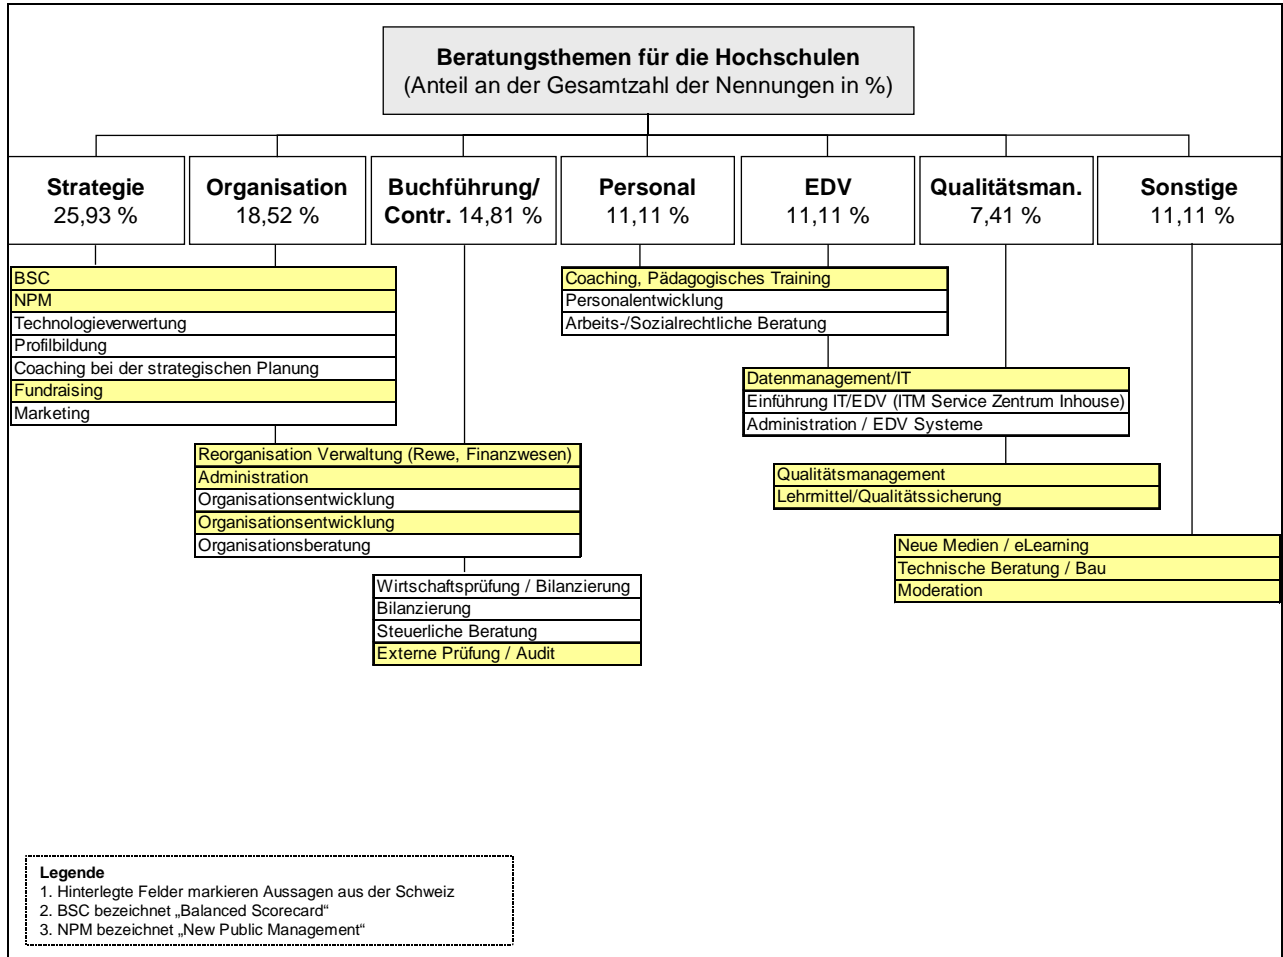 Beratungsthemen für die Hochschulen
(Anteil an der Gesamtzahl der Nennungen in %)
Strategie
25,93 %
Organisation
18,52 %
Buchführung/
Contr. 14,81 %
Personal
11,11 %
EDV
11,11 %
Qualitätsman.
7,41 %
Sonstige
11,11 %
BSC
NPM
Technologieverwertung
Profilbildung
Coaching bei der strategischen Planung
Fundraising
Marketing
Reorganisation Verwaltung (Rewe, Finanzwesen)
Administration
Organisationsentwicklung
Organisationsentwicklung
Organisationsberatung
Wirtschaftsprüfung / Bilanzierung
Bilanzierung
Steuerliche Beratung
Externe Prüfung / Audit
Coaching, Pädagogisches Training
Personalentwicklung
Arbeits-/Sozialrechtliche Beratung
Datenmanagement/IT
Einführung IT/EDV (ITM Service Zentrum Inhouse)
Administration / EDV Systeme
Qualitätsmanagement
Lehrmittel/Qualitätssicherung
Neue Medien / eLearning
Technische Beratung / Bau
Moderation
Legende
1. Hinterlegte Felder markieren Aussagen aus der Schweiz
2. BSC bezeichnet „Balanced Scorecard“
3. NPM bezeichnet „New Public Management“